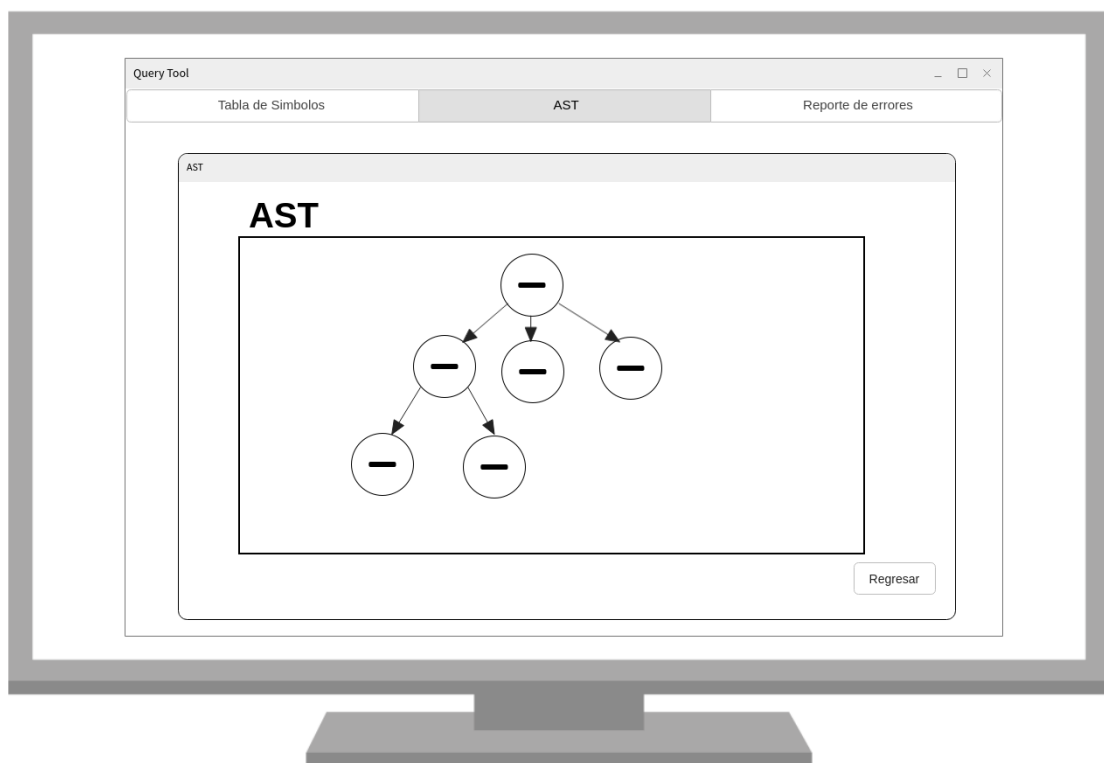 Query Tool
Tabla de Simbolos
AST
Reporte de errores
AST
AST
Regresar